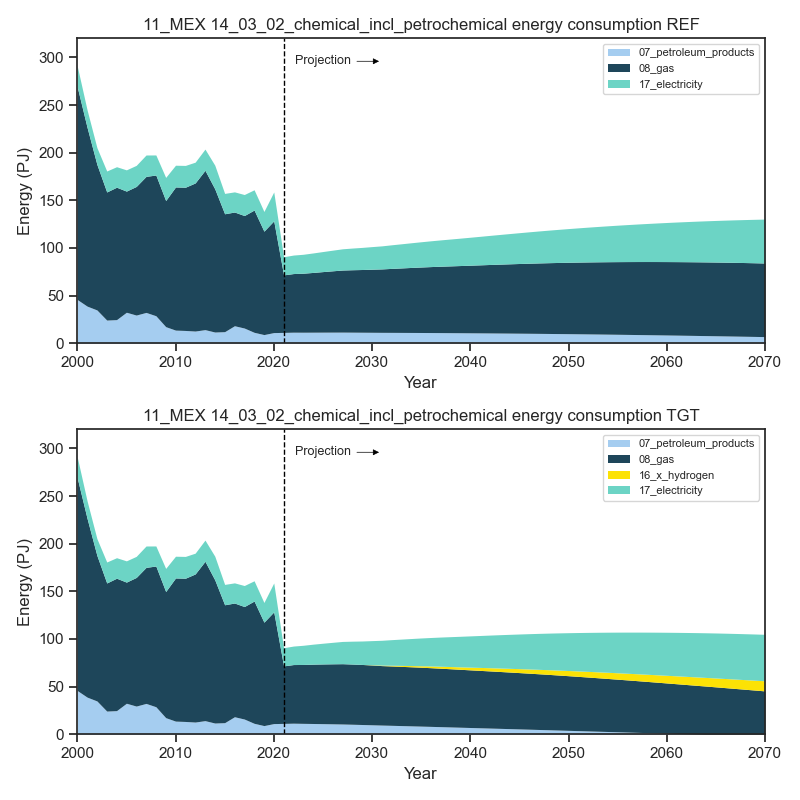 11_MEX 14_03_02_chemical_incl_petrochemical energy consumption REF
300
250
200
150
100
50
0
Energy (PJ)
Projection
07_petroleum_products
08_gas
17_electricity
2000 2010 2020 2030 2040 2050 2060 2070
Year
11_MEX 14_03_02_chemical_incl_petrochemical energy consumption TGT
300
250
200
150
100
50
0
Energy (PJ)
Projection
07_petroleum_products
08_gas
16_x_hydrogen
17_electricity
2000 2010 2020 2030 2040 2050 2060 2070
Year